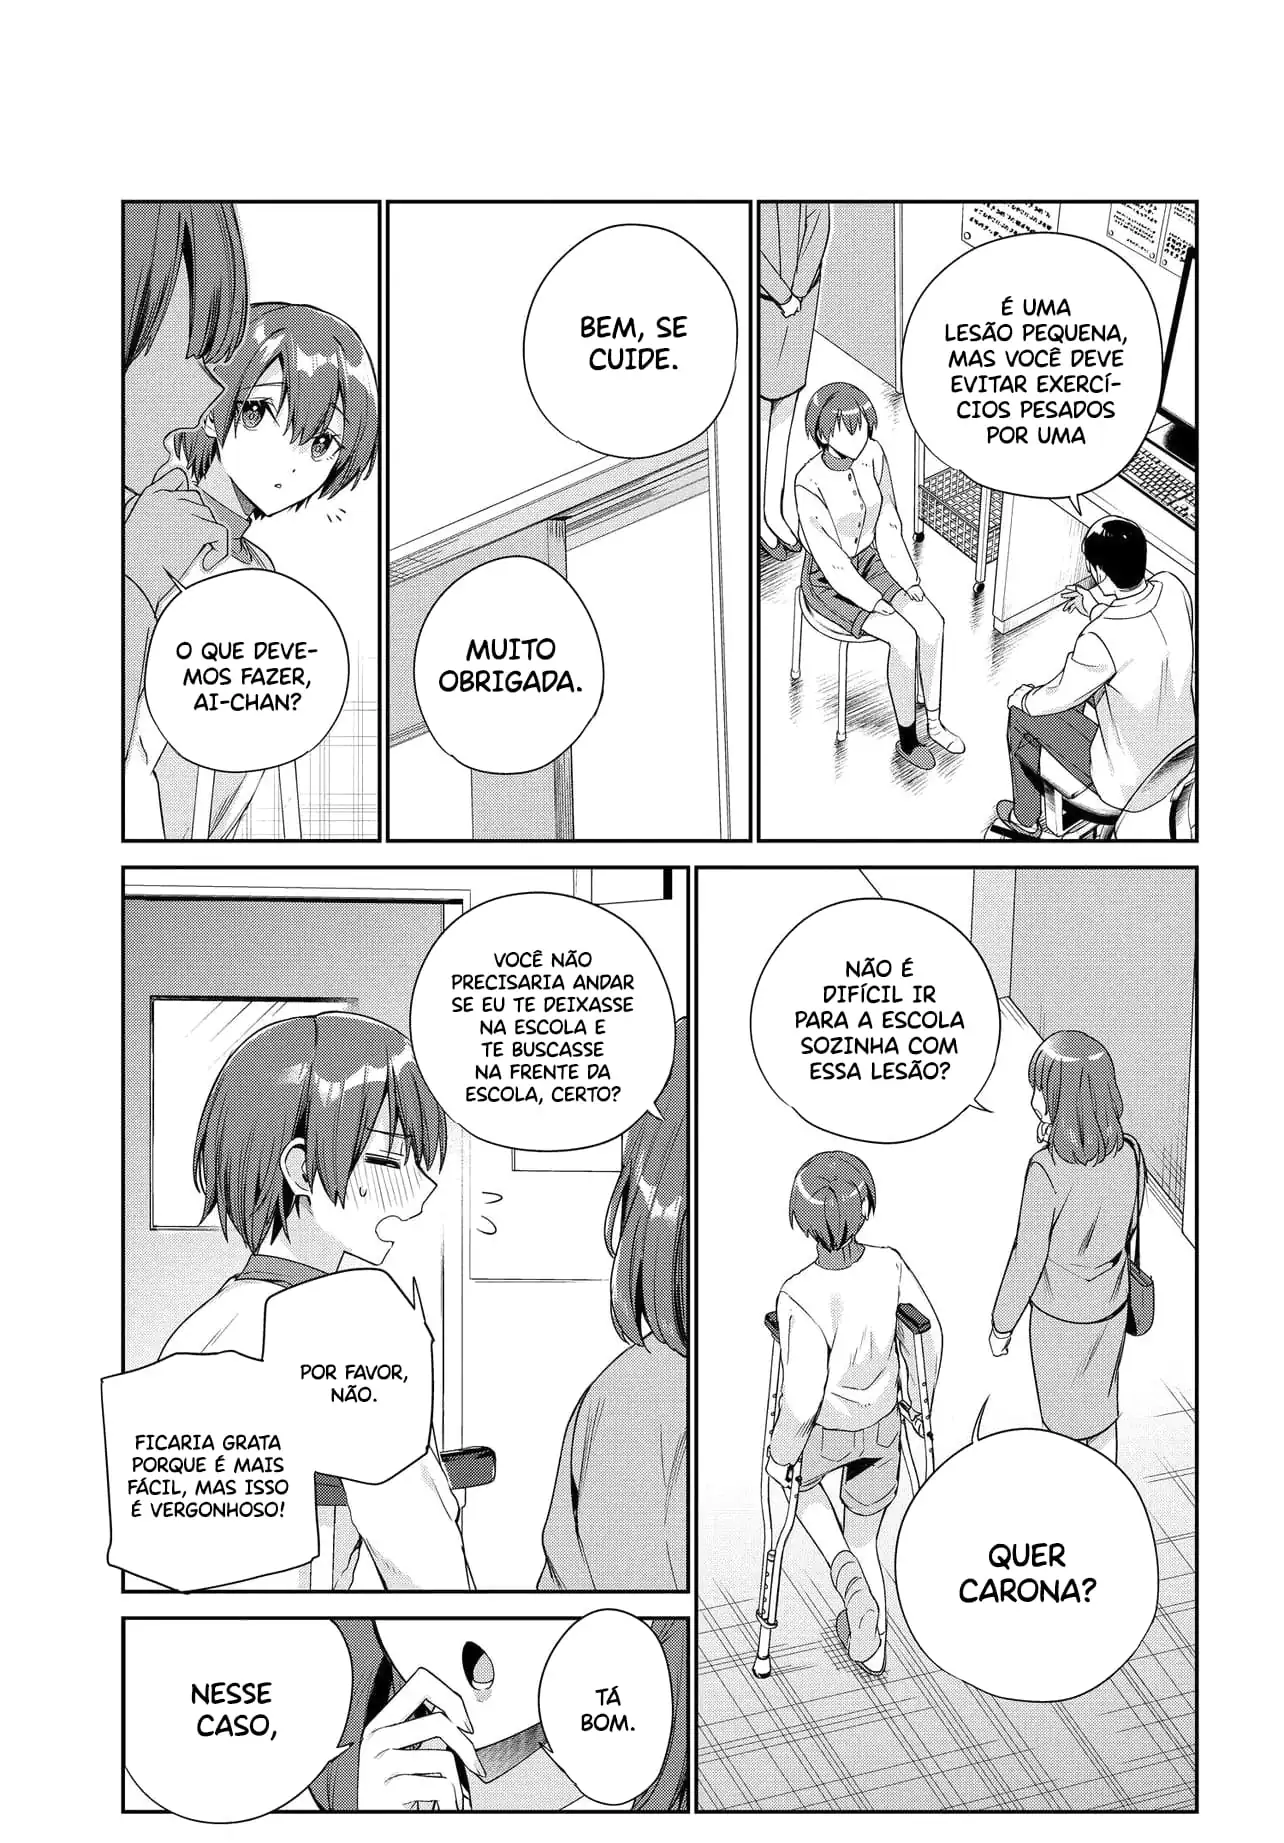 É UMA
LESÃO PEQUENA,
MAS VOCÊ DEVE
EVITAR EXERCÍ-
CIOS PESADOS
POR UMA
BEM, SE
CUIDE.
MUITO
OBRIGADA.
O QUE DEVE-
MOS FAZER,
AI-CHAN?
NÃO É
DIFÍCIL IR
PARA A ESCOLA
SOZINHA COM
ESSA LESÃO?
QUER
CARONA?
VOCÊ NÃO
PRECISARIA ANDAR
SE EU TE DEIXASSE
NA ESCOLA E
TE BUSCASSE
NA FRENTE DA
ESCOLA, CERTO?
POR FAVOR,
NÃO.
FICARIA GRATA
PORQUE É MAIS
FÁCIL, MAS ISSO
É VERGONHOSO!
TÁ
BOM.
NESSE
CASO,